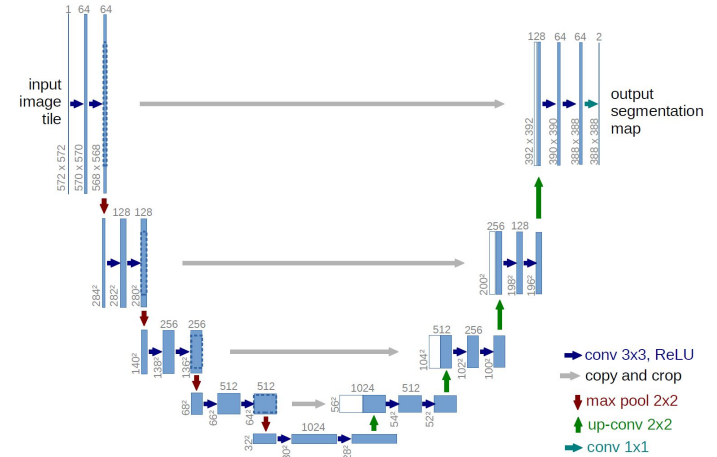 1 64 64
input
image
tile
572 x 572
570 x 570
568 x 568
128 64 64 2
output
segmentation
map
392 x 392
390 x 390
388 x 388
388 x 388
128 128
284²
282²
280²
256 128
200²
198²
196²
256 256
140²
138²
136²
512 256
104²
102²
100²
512 512
68²
66²
64²
1024 512
56²
54²
52²
1024
32²
conv 3x3, ReLU
copy and crop
max pool 2x2
up-conv 2x2
conv 1x1